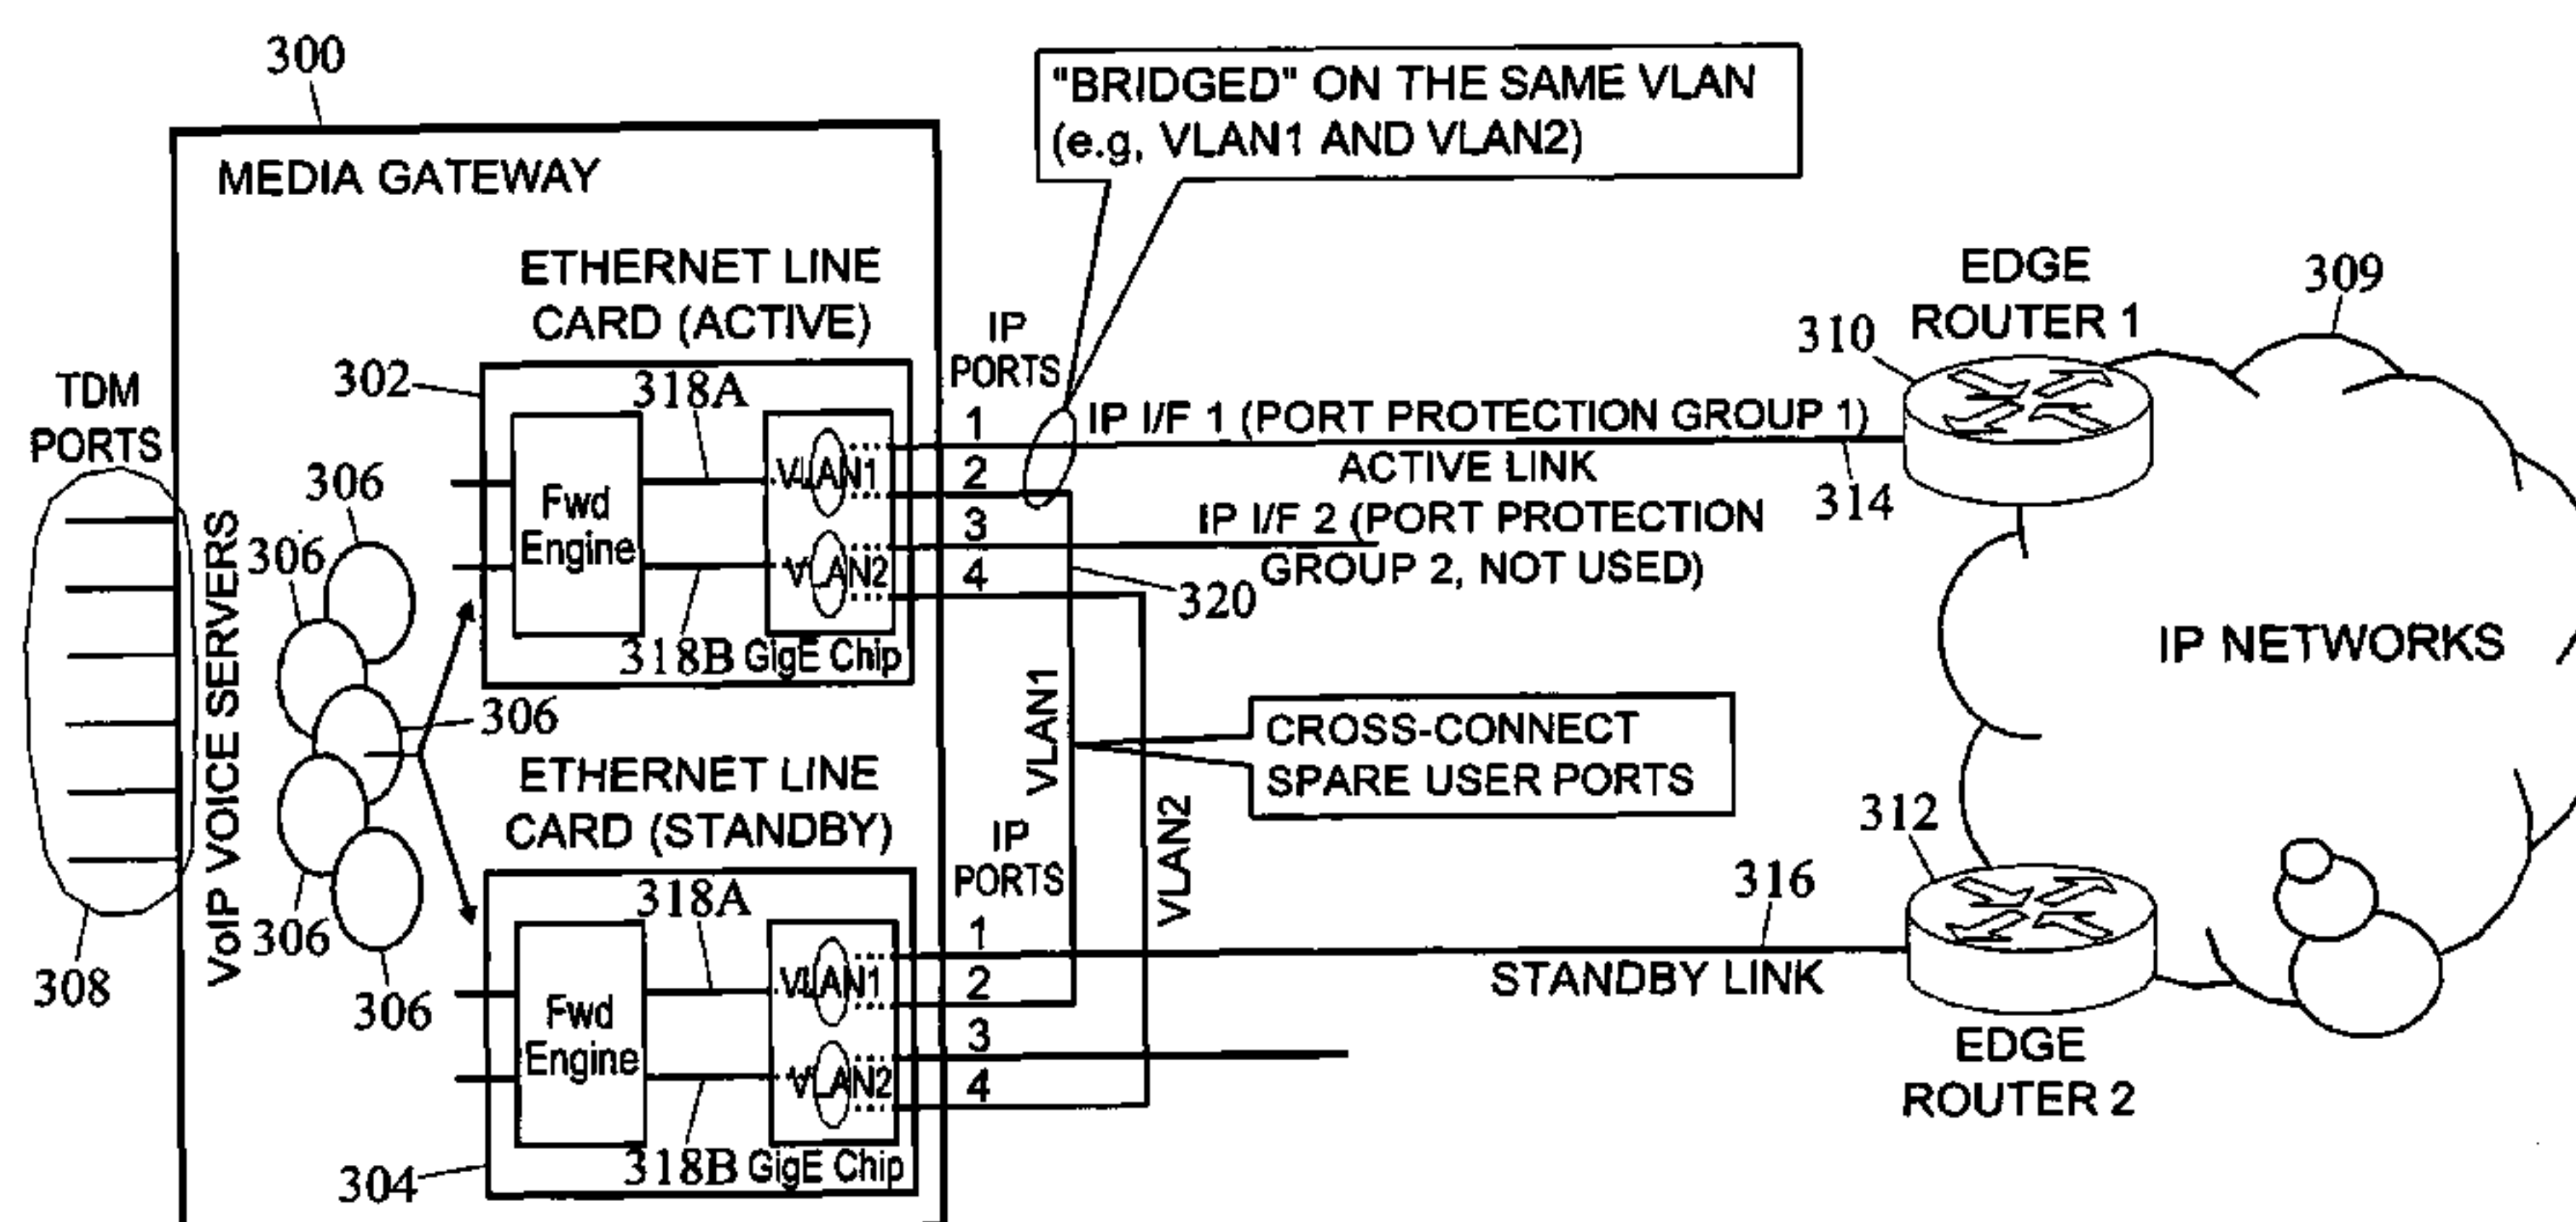 300
"BRIDGED" ON THE SAME VLAN
(e.g, VLAN1 AND VLAN2)
MEDIA GATEWAY
ETHERNET LINE
CARD (ACTIVE)
IP
PORTS
EDGE
ROUTER 1
309
310
302
318A
TDM
PORTS
1
IP I/F 1 (PORT PROTECTION GROUP 1)
VLAN1
2
ACTIVE LINK
314
306
Fwd
Engine
3
IP I/F 2 (PORT PROTECTION
GROUP 2, NOT USED)
306
VLAN2
4
320
318B
GigE Chip
VoIP VOICE SERVERS
IP NETWORKS
306
VLAN1
CROSS-CONNECT
SPARE USER PORTS
VLAN2
ETHERNET LINE
CARD (STANDBY)
IP
PORTS
312
316
318A
306
308
306
1
VLAN1
2
STANDBY LINK
Fwd
Engine
3
VLAN2
4
EDGE
ROUTER 2
304
318B
GigE Chip